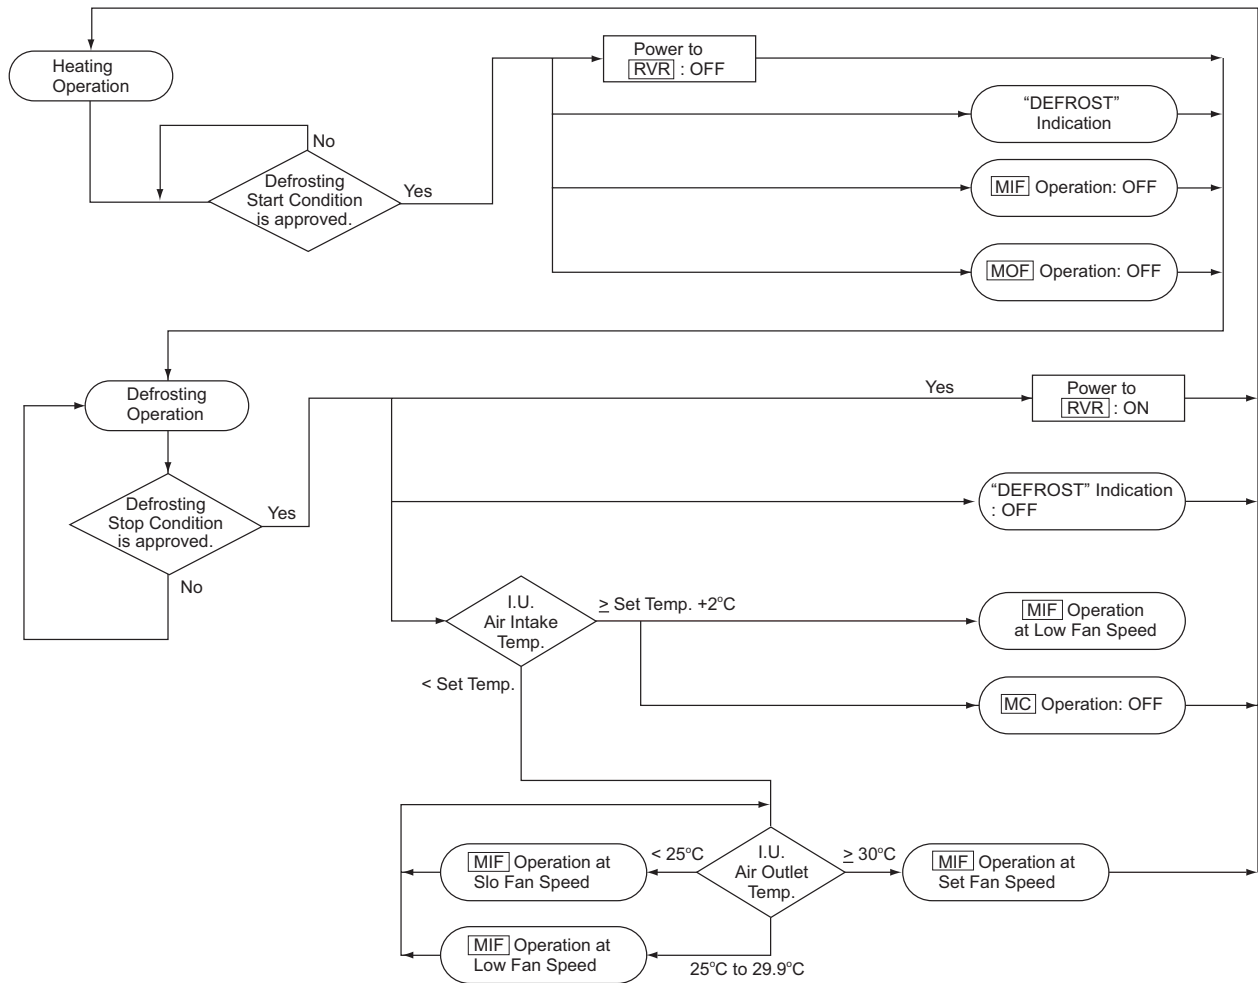 Heating
Operation
No
Defrosting
Start Condition
is approved.
Yes
Power to
RVR : OFF
“DEFROST”
Indication
MIF Operation: OFF
MOF Operation: OFF
Defrosting
Operation
Defrosting
Stop Condition
is approved.
Yes
No
Yes
Power to
RVR : ON
“DEFROST” Indication
: OFF
I.U.
Air Intake
Temp.
≥ Set Temp. +2°C
< Set Temp.
MIF Operation
at Low Fan Speed
MC Operation: OFF
MIF Operation at
Slo Fan Speed
< 25°C
I.U.
Air Outlet
Temp.
≥ 30°C
MIF Operation at
Set Fan Speed
MIF Operation at
Low Fan Speed
25°C to 29.9°C